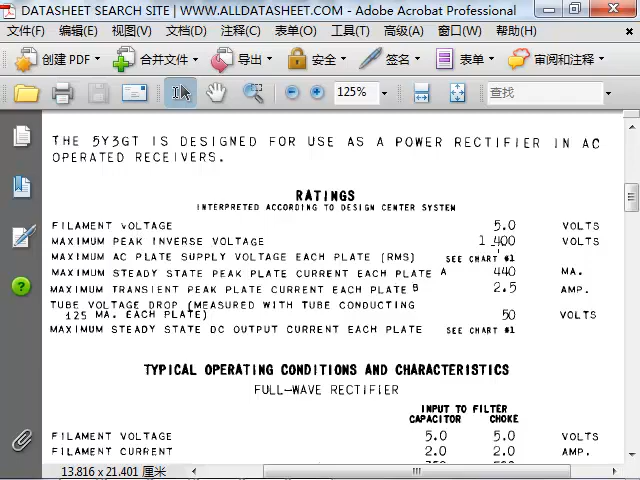 DATASHEET SEARCH SITE | WWW.ALLDATASHEET.COM - Adobe Acrobat Professional
文件(F) 编辑(E) 视图(V) 文档(D) 注释(C) 表单(O) 工具(T) 高级(A) 窗口(W) 帮助(H)
创建 PDF 合并文件 导出 安全 签名 表单 审阅和注释
125% 查找
THE 5Y3GT IS DESIGNED FOR USE AS A POWER RECTIFIER IN AC
OPERATED RECEIVERS.
RATINGS
INTERPRETED ACCORDING TO DESIGN CENTER SYSTEM
FILAMENT VOLTAGE 5.0 VOLTS
MAXIMUM PEAK INVERSE VOLTAGE 1 400 VOLTS
MAXIMUM AC PLATE SUPPLY VOLTAGE EACH PLATE (RMS) SEE CHART #1
MAXIMUM STEADY STATE PEAK PLATE CURRENT EACH PLATE A 440 MA.
MAXIMUM TRANSIENT PEAK PLATE CURRENT EACH PLATE B 2.5 AMP.
TUBE VOLTAGE DROP (MEASURED WITH TUBE CONDUCTING
125 MA. EACH PLATE) 50 VOLTS
MAXIMUM STEADY STATE DC OUTPUT CURRENT EACH PLATE SEE CHART #1
TYPICAL OPERATING CONDITIONS AND CHARACTERISTICS
FULL-WAVE RECTIFIER
INPUT TO FILTER
CAPACITOR CHOKE
FILAMENT VOLTAGE 5.0 5.0 VOLTS
FILAMENT CURRENT 2.0 2.0 AMP.
13.816 x 21.401 厘米